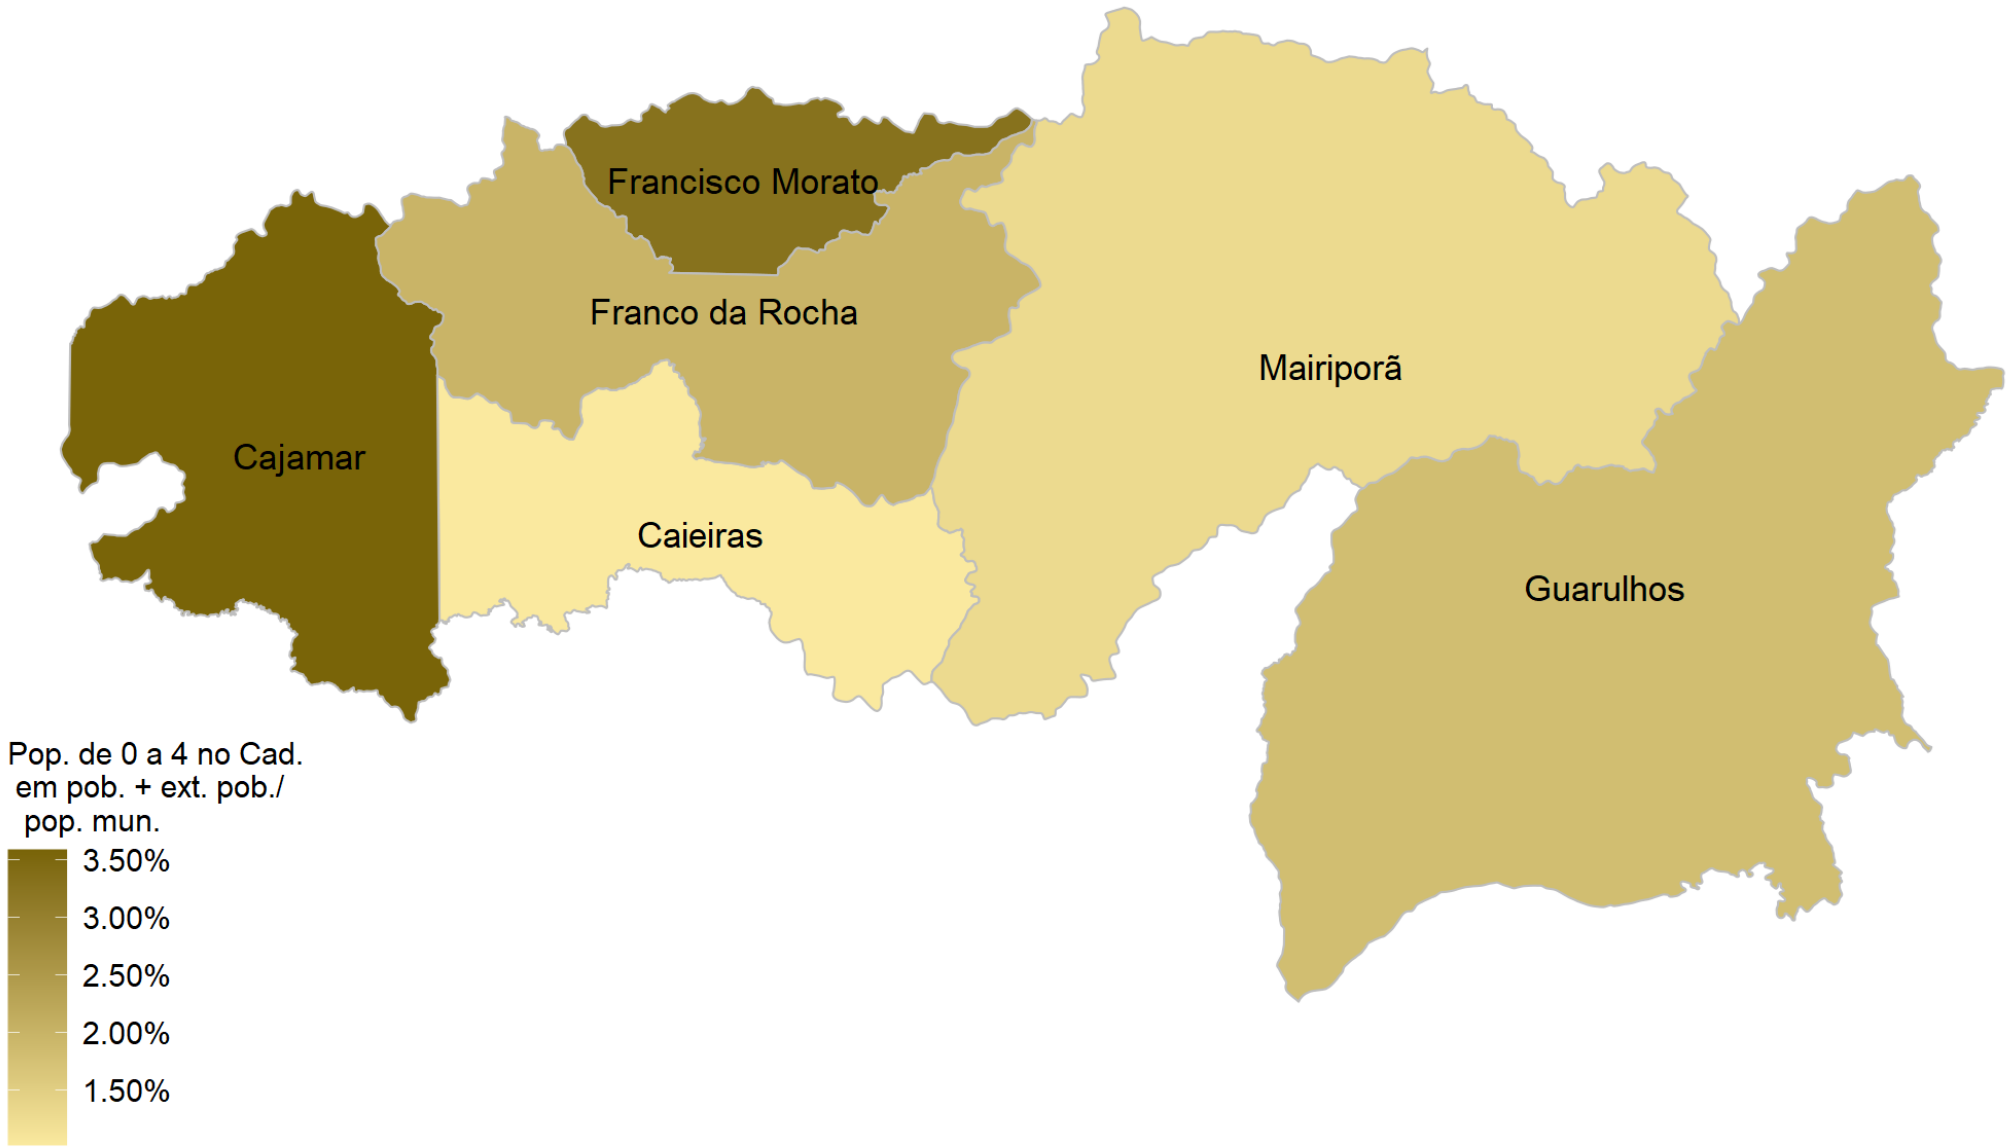 Francisco Morato
Franco da Rocha
Mairiporã
Cajamar
Caieiras
Guarulhos
Pop. de 0 a 4 no Cad.
em pob. + ext. pob./
pop. mun.
3.50%
3.00%
2.50%
2.00%
1.50%